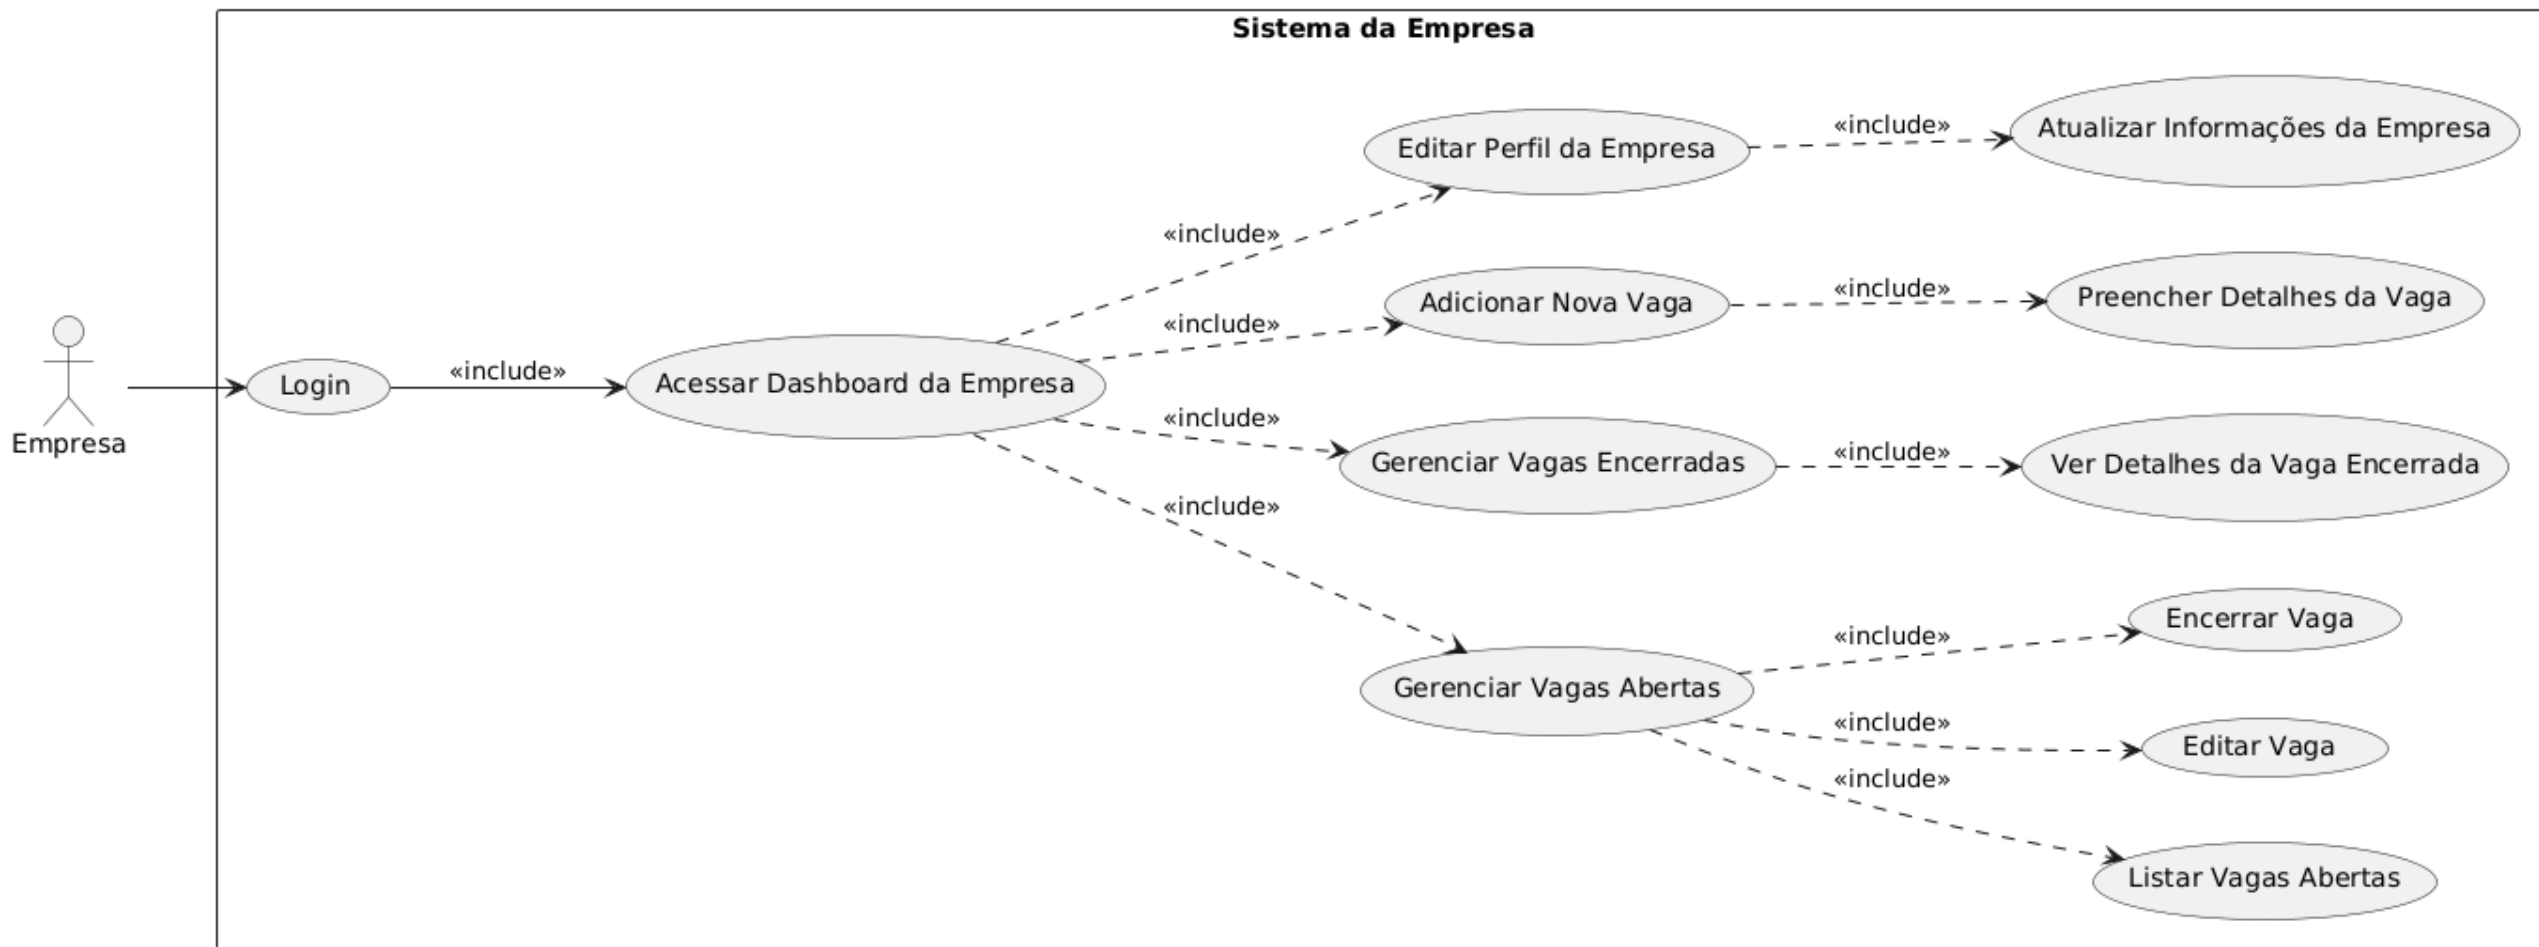 Sistema da Empresa
Atualizar Informações da Empresa
«include»
Editar Perfil da Empresa
«include»
«include»
Preencher Detalhes da Vaga
Adicionar Nova Vaga
«include»
«include»
Login
Acessar Dashboard da Empresa
Empresa
«include»
Gerenciar Vagas Encerradas
«include»
Ver Detalhes da Vaga Encerrada
«include»
Encerrar Vaga
«include»
Gerenciar Vagas Abertas
«include»
Editar Vaga
«include»
Listar Vagas Abertas